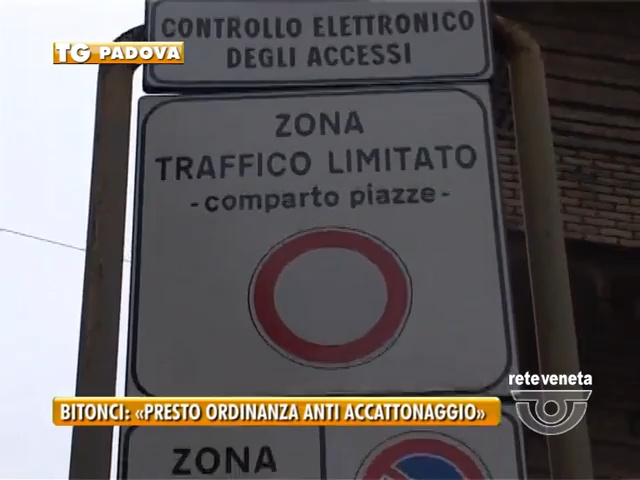 CONTROLLO ELETTRONICO
DEGLI ACCESSI
TG PADOVA
ZONA
TRAFFICO LIMITATO
- comparto piazze -
reteveneta
BITONCI: «PRESTO ORDINANZA ANTI ACCATTONAGGIO»
ZONA